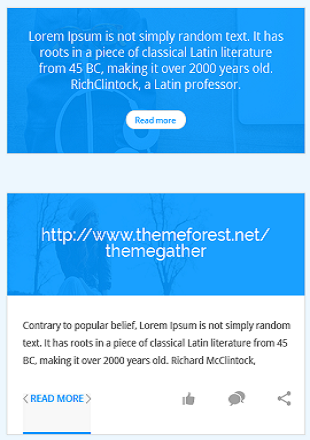 Lorem Ipsum is not simply random text. It has
roots in a piece of classical Latin literature
from 45 BC, making it over 2000 years old.
RichClintock, a Latin professor.
Read more
http://www.themeforest.net/
themegather
Contrary to popular belief, Lorem Ipsum is not simply random
text. It has roots in a piece of classical Latin literature from 45
BC, making it over 2000 years old. Richard McClintock,
READ MORE